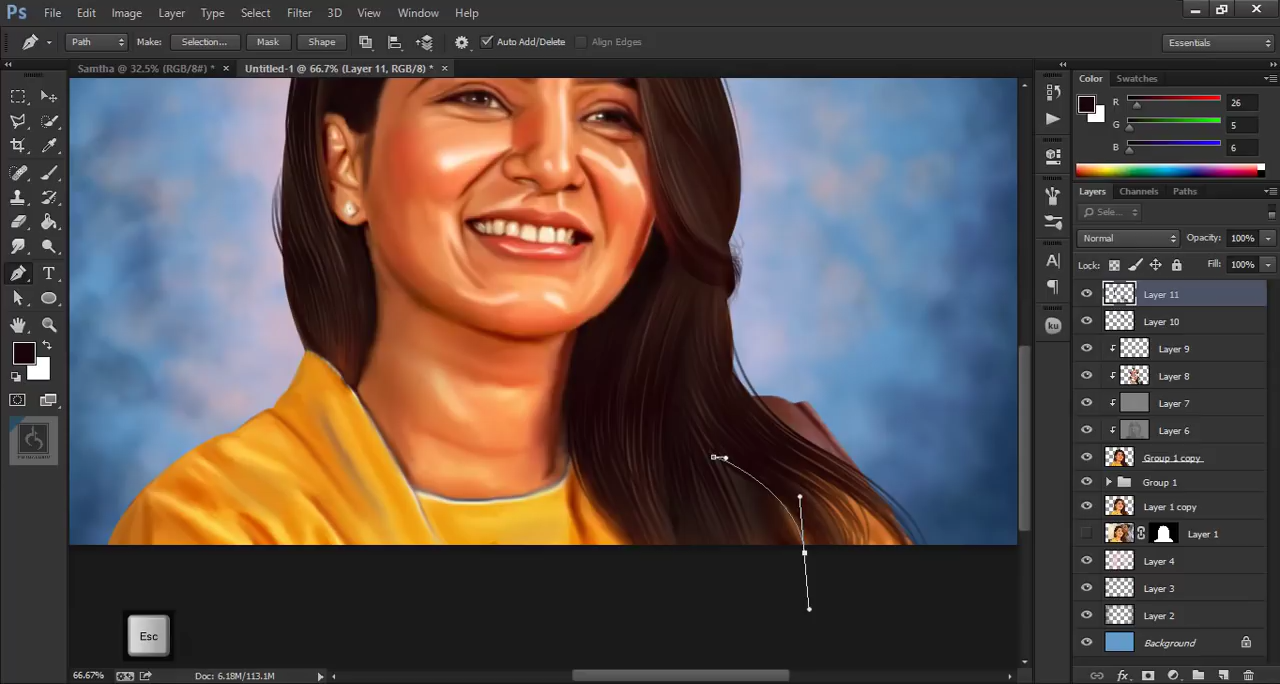 Ps File Edit Image Layer Type Select Filter 3D View Window Help
Path Make: Selection... Mask Shape Auto Add/Delete Align Edges Essentials
Samtha @ 32.5% (RGB/8#) * × Untitled-1 @ 66.7% (Layer 11, RGB/8) * ×
Color Swatches
R 26
G 5
B 6
Layers Channels Paths
Sele...
Normal Opacity: 100%
Lock: Fill: 100%
Layer 11
Layer 10
Layer 9
Layer 8
Layer 7
Layer 6
Group 1 copy
Group 1
Layer 1 copy
Layer 1
Layer 4
Layer 3
Layer 2
Background
ku
Esc
66.67% Doc: 6.18M/113.1M